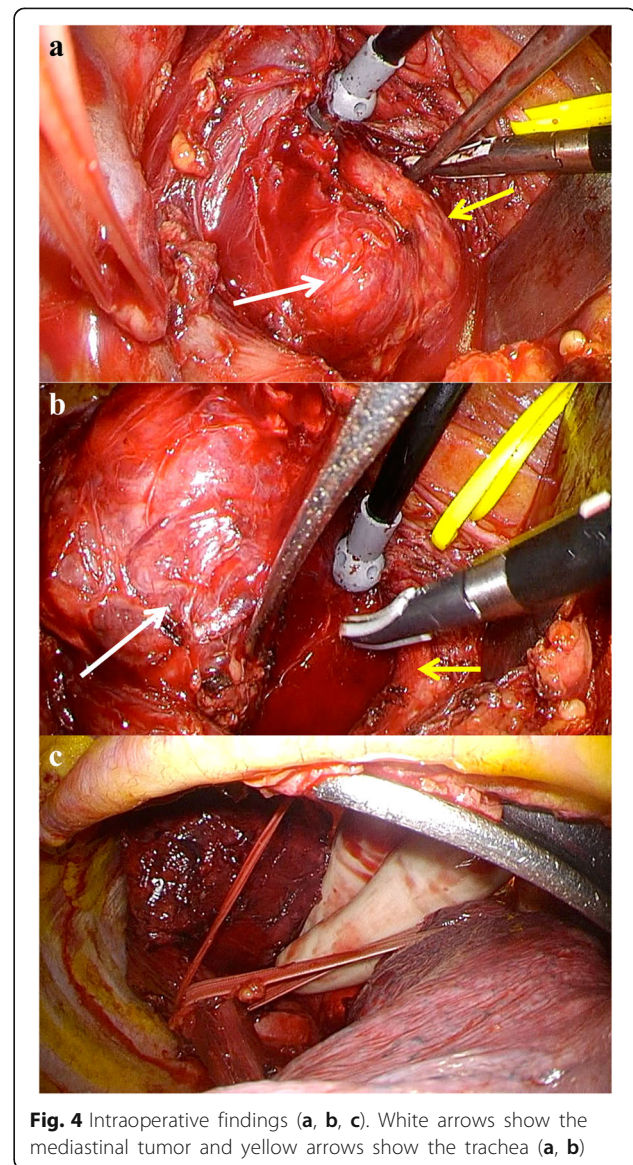 a
b
c
Fig. 4 Intraoperative findings (a, b, c). White arrows show the
mediastinal tumor and yellow arrows show the trachea (a, b)